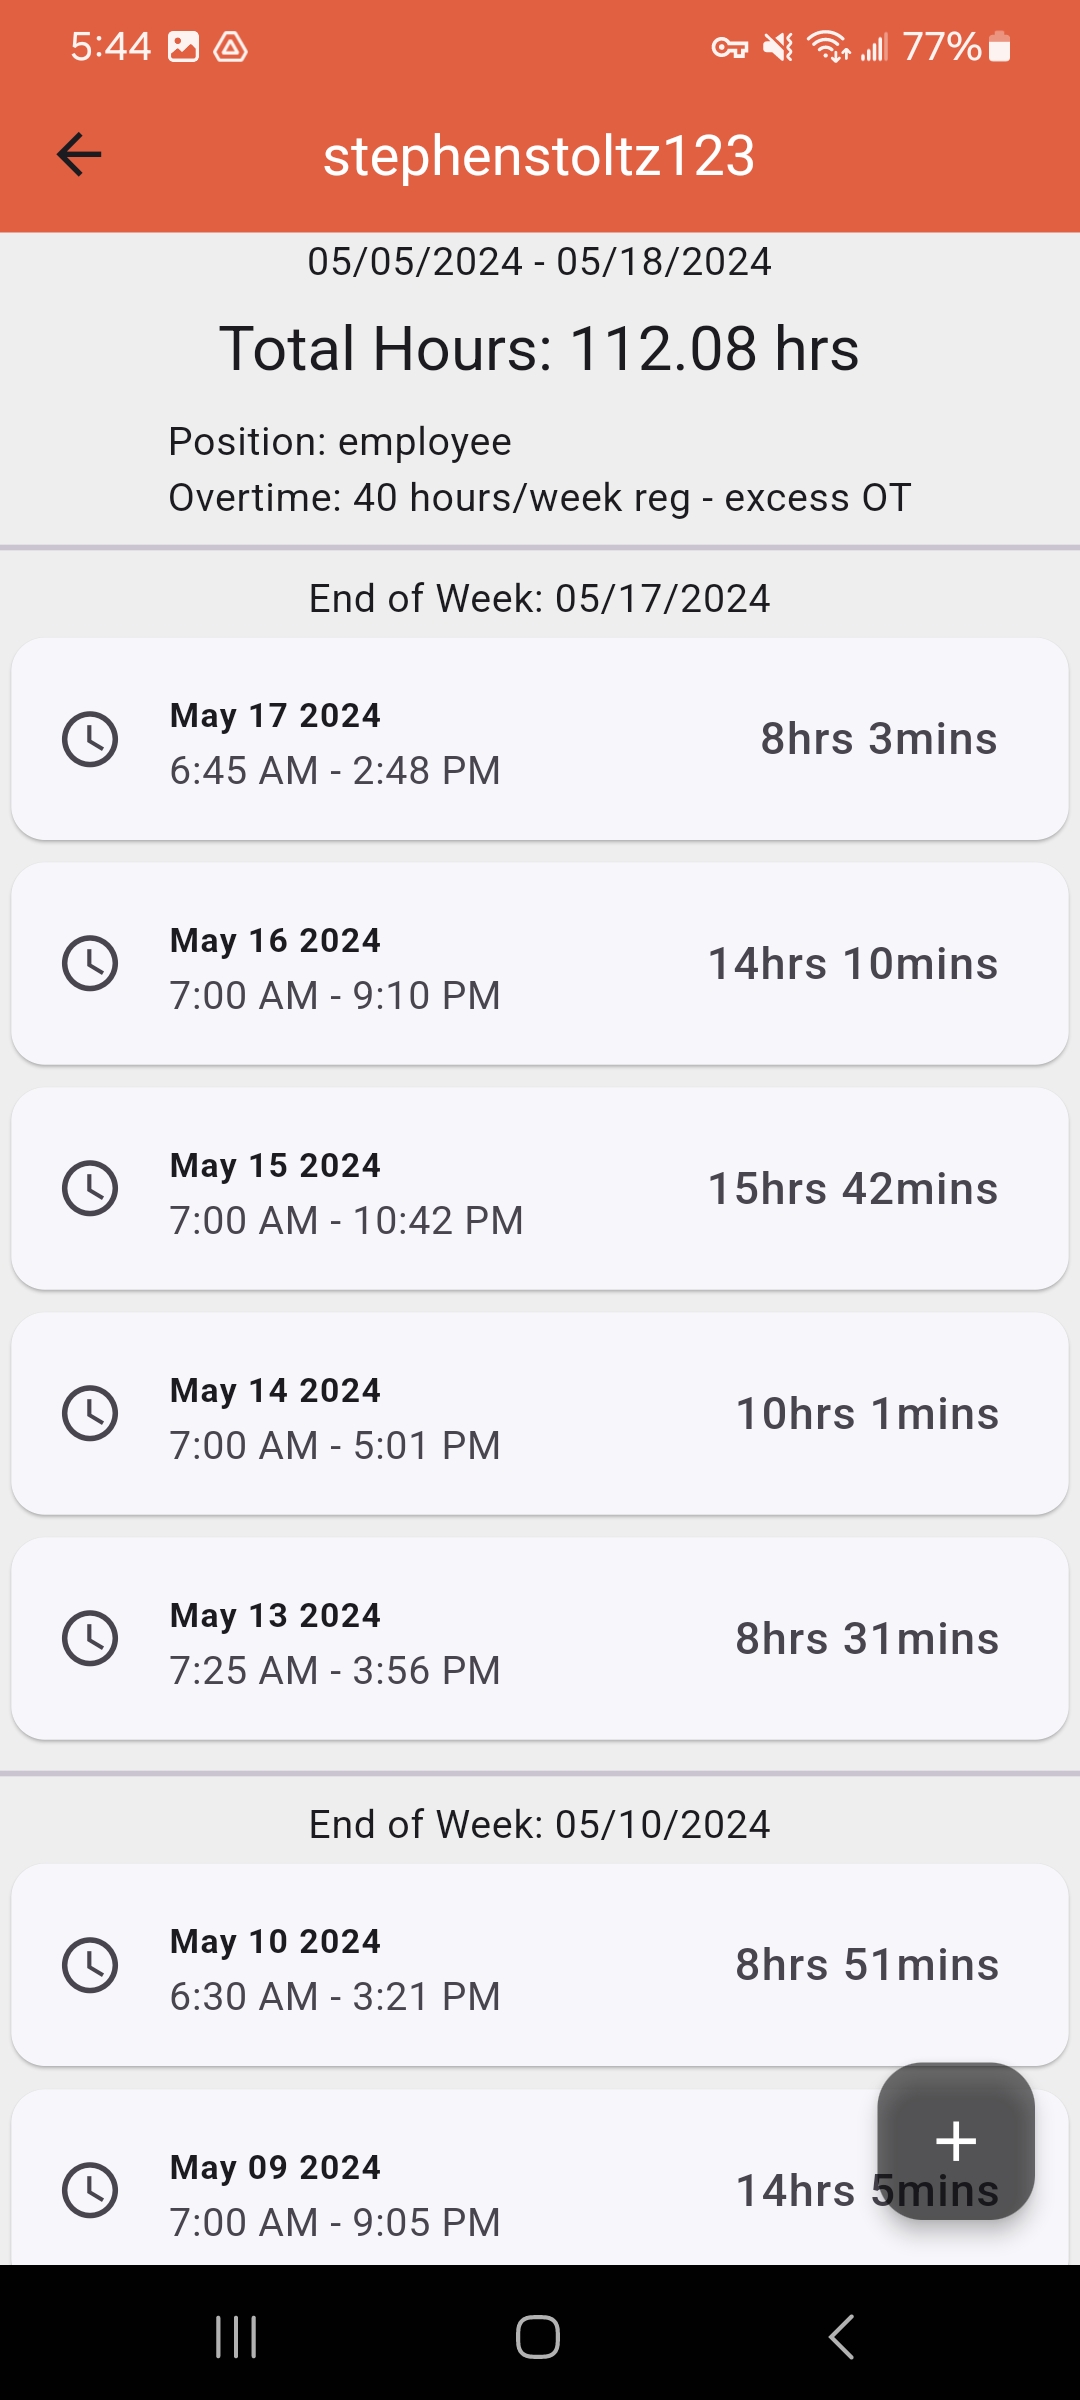 5:44 77%
stephenstoltz123
05/05/2024 - 05/18/2024
Total Hours: 112.08 hrs
Position: employee
Overtime: 40 hours/week reg - excess OT
End of Week: 05/17/2024
May 17 2024
6:45 AM - 2:48 PM
8hrs 3mins
May 16 2024
7:00 AM - 9:10 PM
14hrs 10mins
May 15 2024
7:00 AM - 10:42 PM
15hrs 42mins
May 14 2024
7:00 AM - 5:01 PM
10hrs 1mins
May 13 2024
7:25 AM - 3:56 PM
8hrs 31mins
End of Week: 05/10/2024
May 10 2024
6:30 AM - 3:21 PM
8hrs 51mins
May 09 2024
7:00 AM - 9:05 PM
14hrs 5mins
+